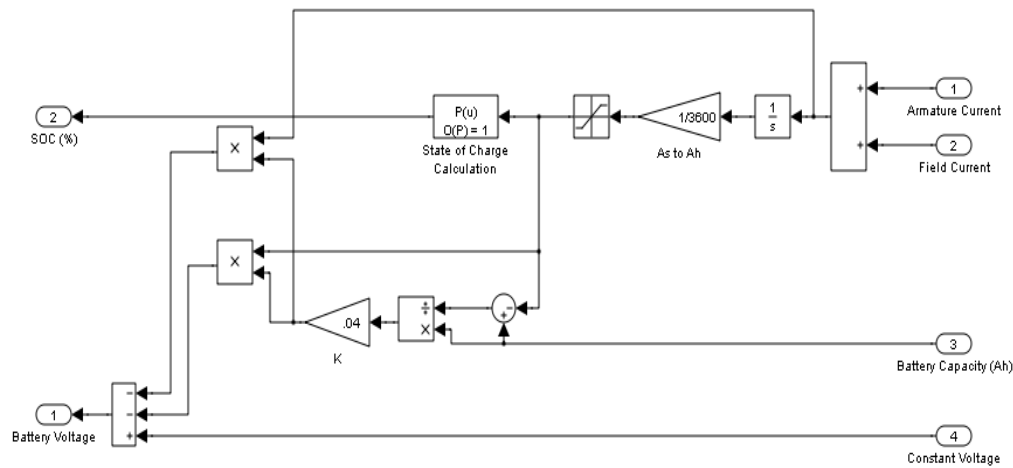 2
SOC (%)
P(u)
O(P) = 1
State of Charge
Calculation
1/3600
As to Ah
1
s
+
+
1
Armature Current
2
Field Current
×
×
.04
K
÷
×
−
+
3
Battery Capacity (Ah)
−
−
+
1
Battery Voltage
4
Constant Voltage